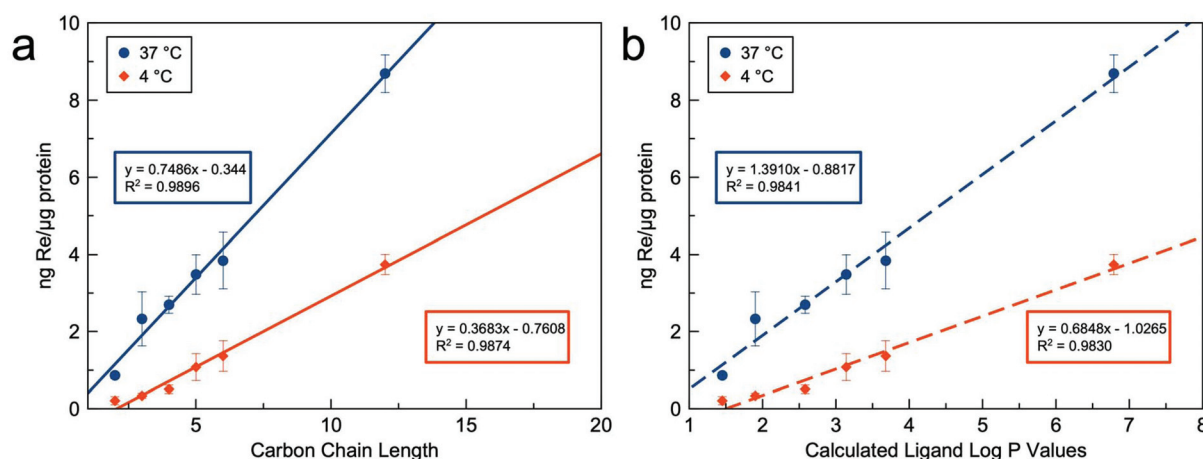 a
37 °C
4 °C
y = 0.7486x - 0.344
R² = 0.9896
y = 0.3683x - 0.7608
R² = 0.9874
ng Re/μg protein
10
8
6
4
2
0
5
10
15
20
Carbon Chain Length
b
37 °C
4 °C
y = 1.3910x - 0.8817
R² = 0.9841
y = 0.6848x - 1.0265
R² = 0.9830
ng Re/μg protein
10
8
6
4
2
0
1
2
3
4
5
6
7
8
Calculated Ligand Log P Values